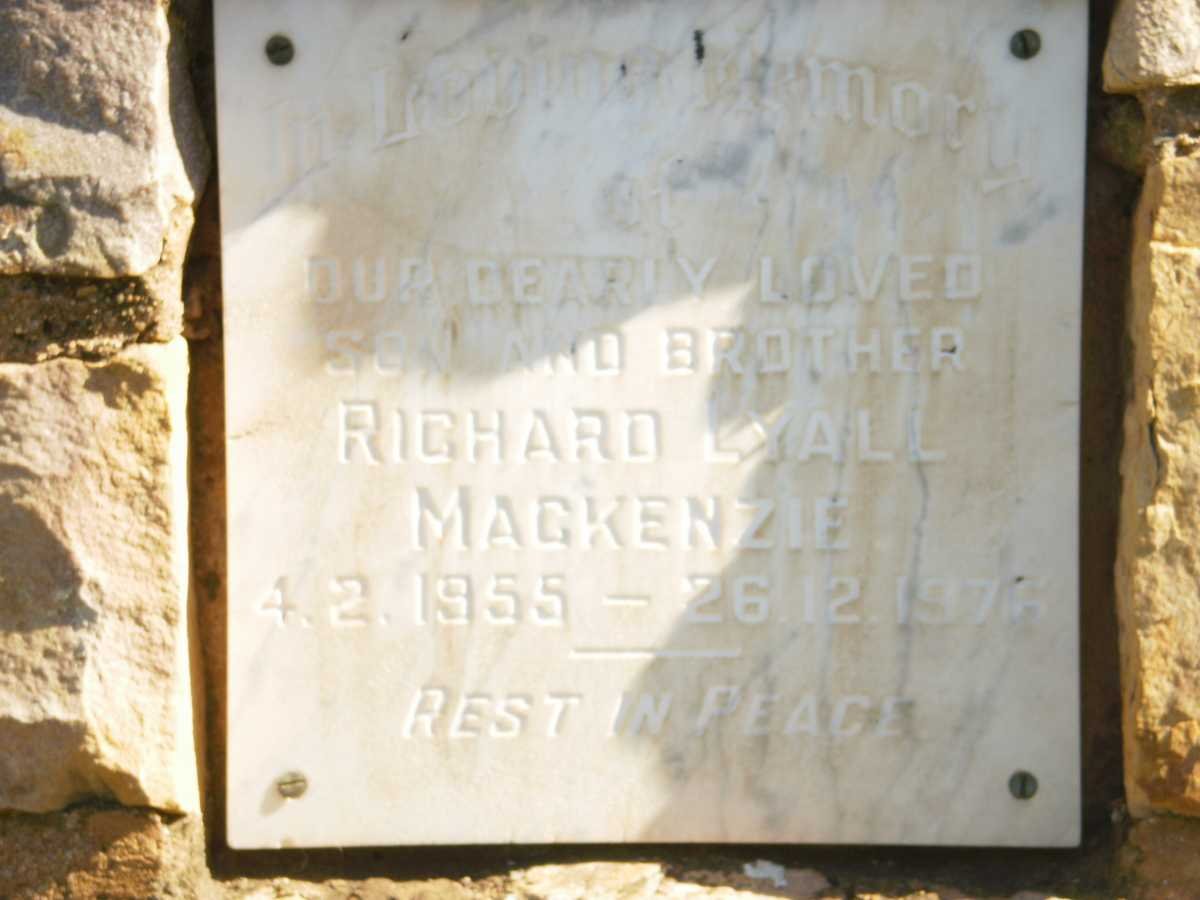 In Loving Memory
of
OUR DEARLY LOVED
SON AND BROTHER
RICHARD LYALL
MACKENZIE
4.2.1955 — 26.12.1976
REST IN PEACE